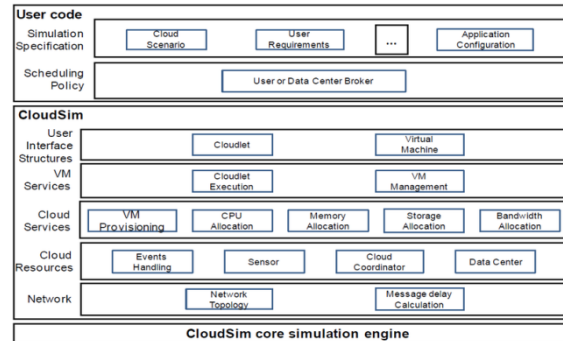 User code
Simulation
Specification
Cloud
Scenario
User
Requirements
...
Application
Configuration
Scheduling
Policy
User or Data Center Broker
CloudSim
User
Interface
Structures
Cloudlet
Virtual
Machine
VM
Services
Cloudlet
Execution
VM
Management
Cloud
Services
VM
Provisioning
CPU
Allocation
Memory
Allocation
Storage
Allocation
Bandwidth
Allocation
Cloud
Resources
Events
Handling
Sensor
Cloud
Coordinator
Data Center
Network
Network
Topology
Message delay
Calculation
CloudSim core simulation engine